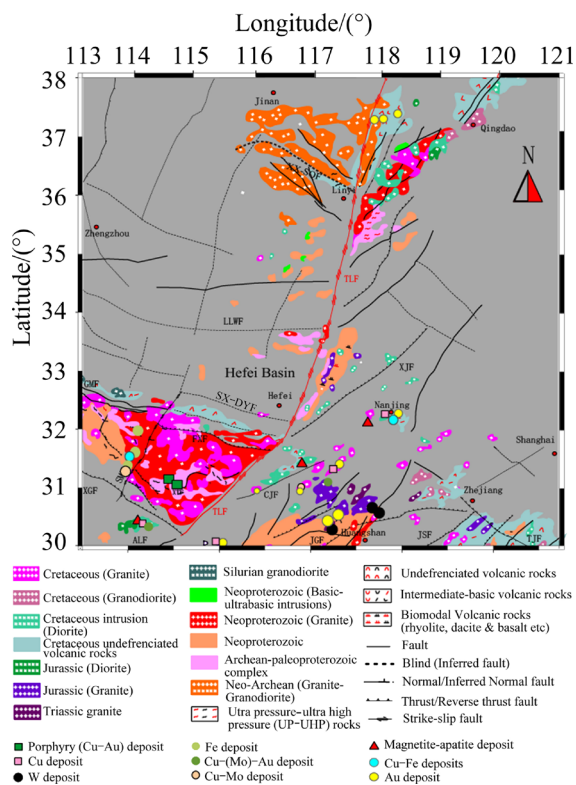 Longitude/(°)
113 114 115 116 117 118 119 120 121
Latitude/(°)
38
37
36
35
34
33
32
31
30
Jinan
Qingdao
N
Linyi
Zhengzhou
TLF
LLWF
Hefei Basin
XJF
GMF
SX-DYF
Hefei
Nanjing
Shanghai
XGF
TLF
CJF
Zhejiang
ALF
JGF
Huangshan
JSF
TJF
Cretaceous (Granite)
Cretaceous (Granodiorite)
Cretaceous intrusion
(Diorite)
Cretaceous undefrenciated
volcanic rocks
Jurassic (Diorite)
Jurassic (Granite)
Triassic granite
Silurian granodiorite
Neoproterozoic (Basic-
ultrabasic intrusions)
Neoproterozoic (Granite)
Neoproterozoic
Archean-paleoproterozoic
complex
Neo-Archean (Granite-
Granodiorite)
Utra pressure-ultra high
pressure (UP-UHP) rocks
Undefrenciated volcanic rocks
Intermediate-basic volcanic rocks
Biomodal Volcanic rocks
(rhyolite, dacite & basalt etc)
Fault
Blind (Inferred fault)
Normal/Inferred Normal fault
Thrust/Reverse thrust fault
Strike-slip fault
Porphyry (Cu-Au) deposit
Cu deposit
W deposit
Fe deposit
Cu-(Mo)-Au deposit
Cu-Mo deposit
Magnetite-apatite deposit
Cu-Fe deposits
Au deposit